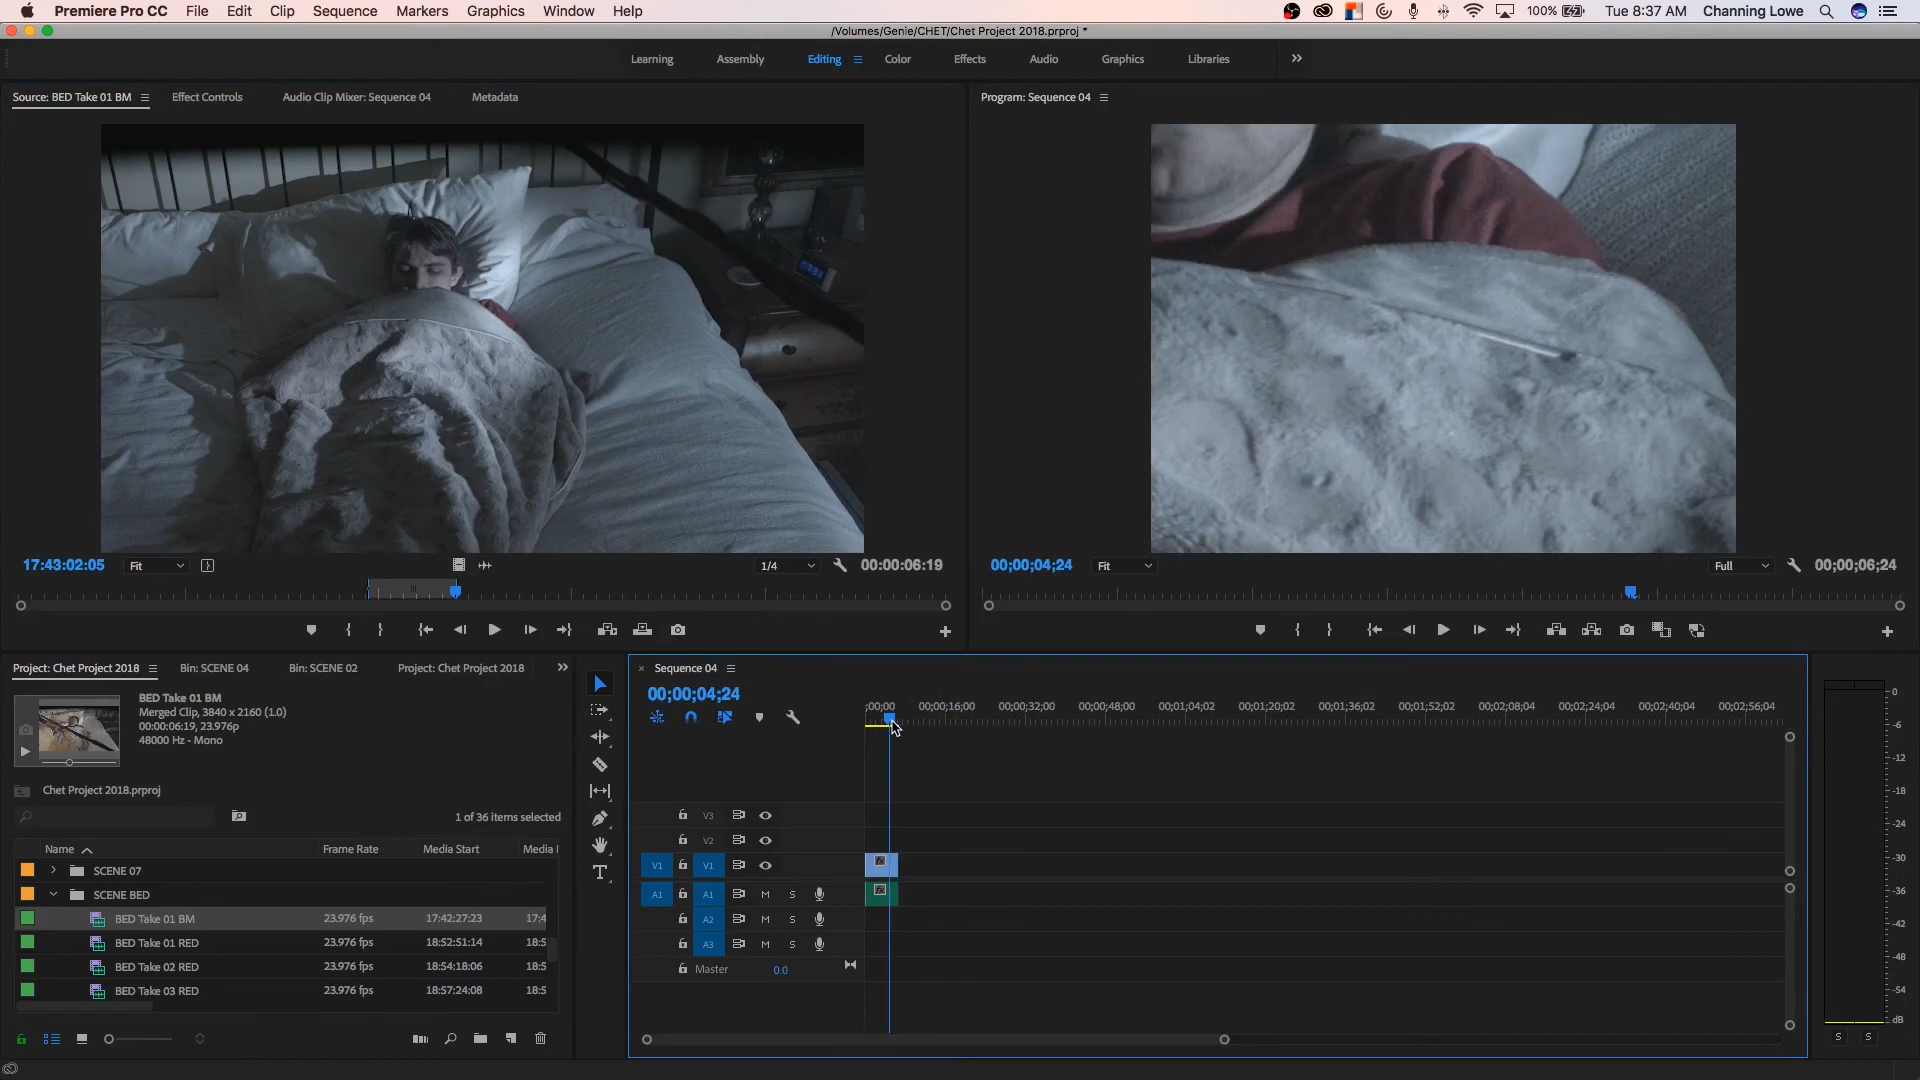 Premiere Pro CC File Edit Clip Sequence Markers Graphics Window Help 100% Tue 8:37 AM Channing Lowe
/Volumes/Genie/CHET/Chet Project 2018.prproj *
Learning Assembly Editing Color Effects Audio Graphics Libraries
Source: BED Take 01 BM Effect Controls Audio Clip Mixer: Sequence 04 Metadata
Program: Sequence 04
17:43:02:05 Fit 1/4 00:00:06:19
00;00;04;24 Fit Full 00;00;06;24
Project: Chet Project 2018 Bin: SCENE 04 Bin: SCENE 02 Project: Chet Project 2018
BED Take 01 BM
Merged Clip, 3840 x 2160 (1.0)
00:00:06:19, 23.976p
48000 Hz - Mono
Chet Project 2018.prproj
1 of 36 items selected
Name Frame Rate Media Start Media
SCENE 07
SCENE BED
BED Take 01 BM 23.976 fps 17:42:27:23 17:4
BED Take 01 RED 23.976 fps 18:52:51:14 18:5
BED Take 02 RED 23.976 fps 18:54:18:06 18:5
BED Take 03 RED 23.976 fps 18:57:24:08 18:5
Sequence 04
00;00;04;24
;00;00 00;00;16;00 00;00;32;00 00;00;48;00 00;01;04;02 00;01;20;02 00;01;36;02 00;01;52;02 00;02;08;04 00;02;24;04 00;02;40;04 00;02;56;04
V3
V2
V1 V1
A1 A1 M S
A2 M S
A3 M S
Master 0.0
fx
fx
0
-6
-12
-18
-24
-30
-36
-42
-48
-54
dB
S S